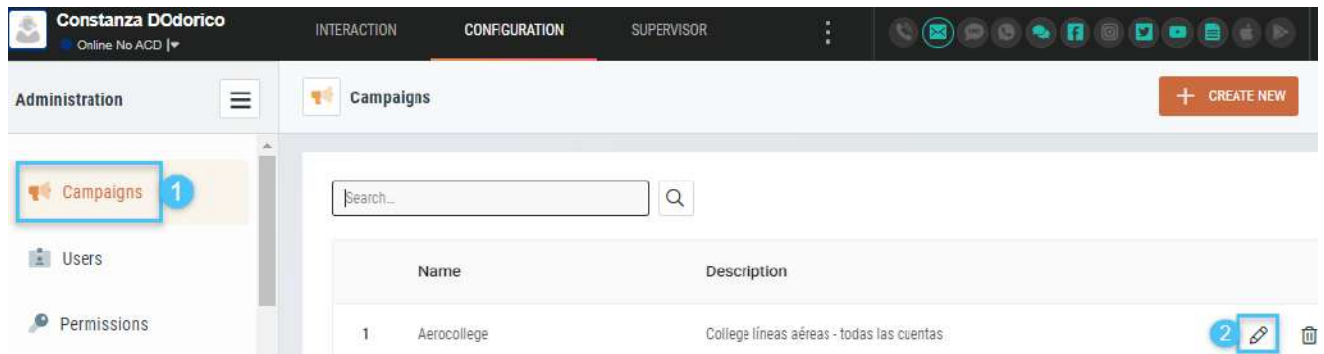 Constanza DOdorico
Online No ACD
INTERACTION
CONFIGURATION
SUPERVISOR
Administration
Campaigns
+ CREATE NEW
Campaigns 1
Search...
Users
Name
Description
Permissions
1
Aerocollege
College líneas aéreas - todas las cuentas
2